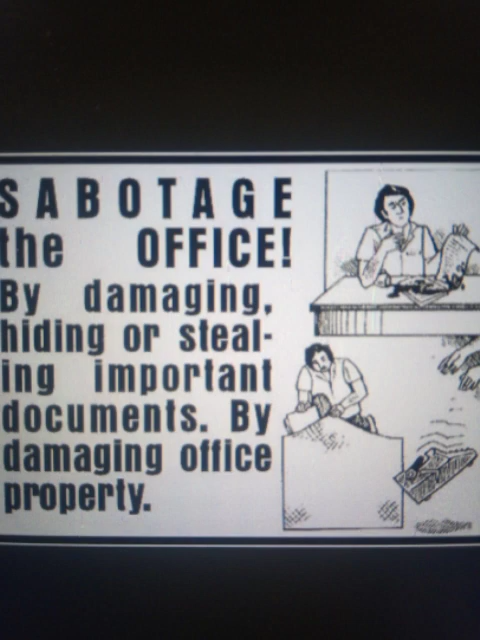 SABOTAGE
the OFFICE!
By damaging,
hiding or steal-
ing important
documents. By
damaging office
property.